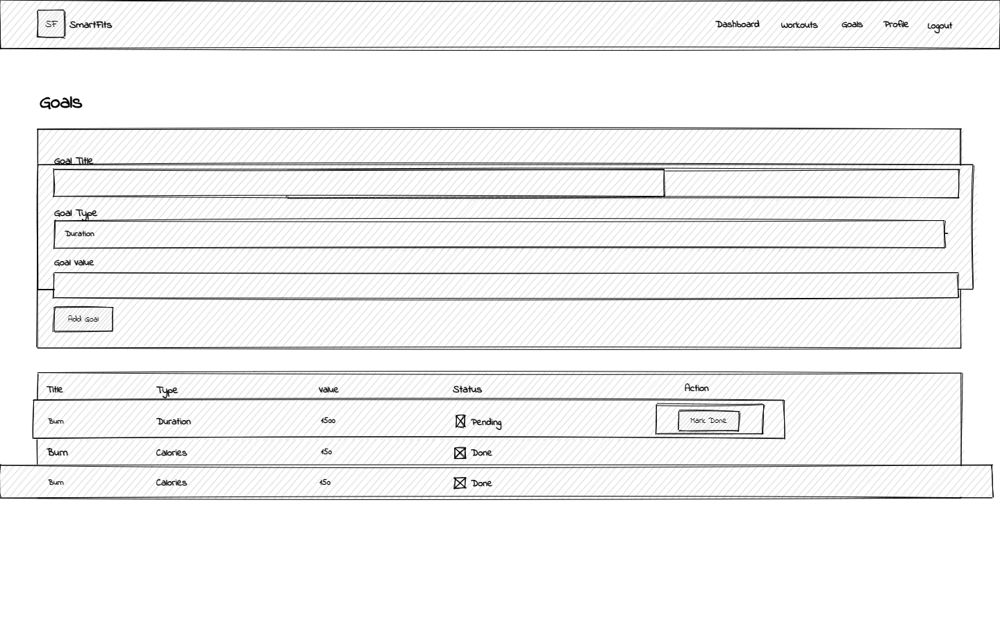 SF SmartFits Dashboard Workouts Goals Profile Logout
Goals
Goal Title
Goal Type
Duration
Goal Value
Add Goal
Title Type Value Status Action
Burn Duration 1500 Pending Mark Done
Burn Calories 150 Done
Burn Calories 150 Done